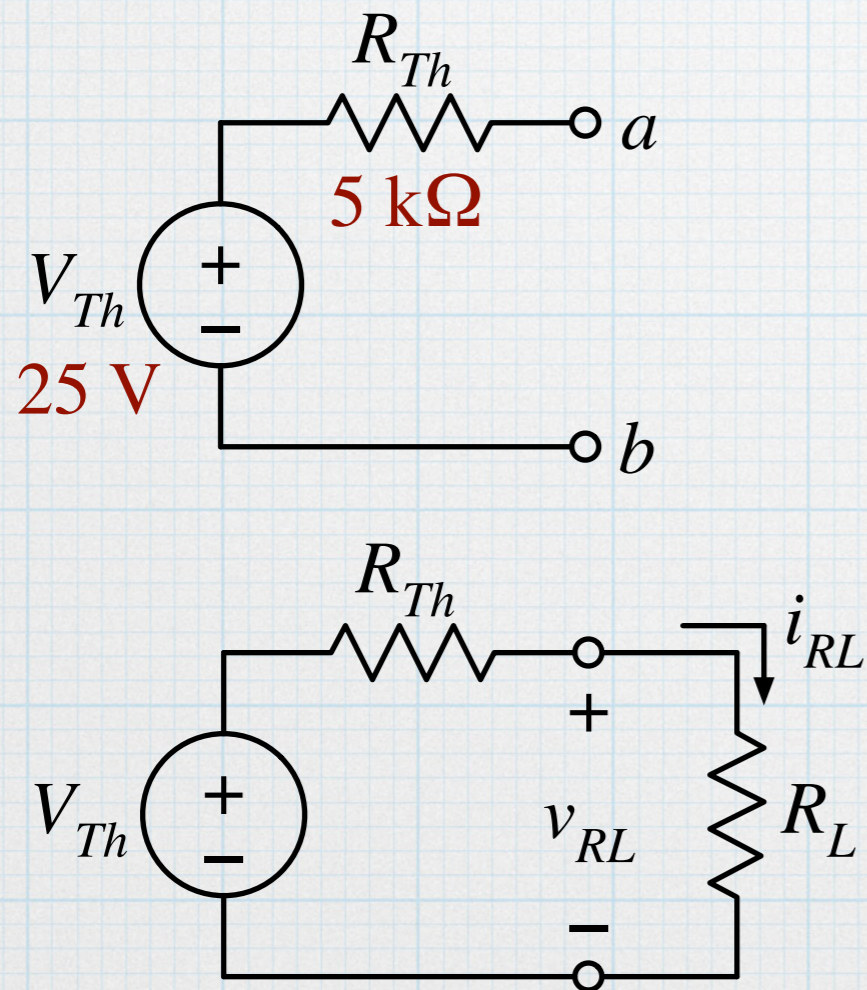 R_Th
a
5 kΩ
+
V_Th
−
25 V
b
R_Th
i_RL
+
+
V_Th
v_RL
R_L
−
−